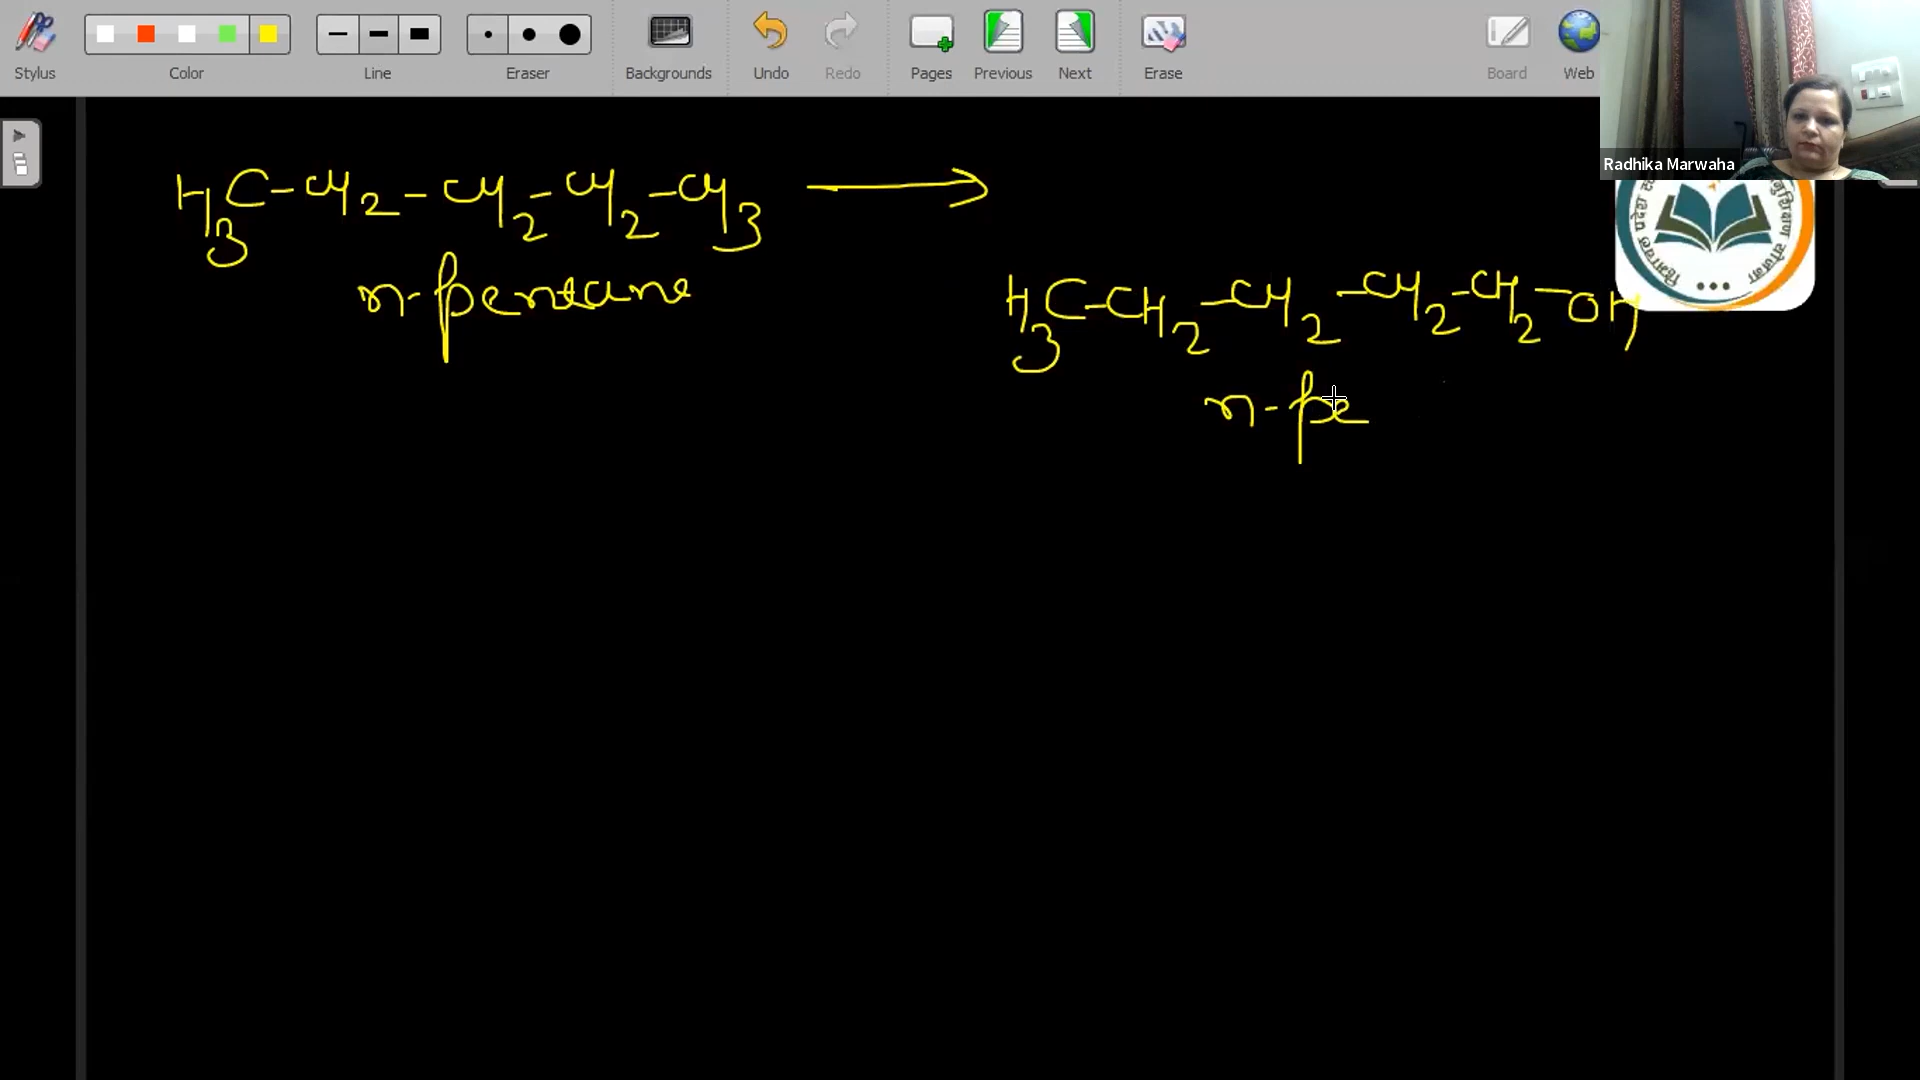 Stylus
Color
Line
Eraser
Backgrounds
Undo
Redo
Pages
Previous
Next
Erase
Board
Web
Radhika Marwaha
H₃C-CH₂-CH₂-CH₂-CH₃ →
n-pentane
H₃C-CH₂-CH₂-CH₂-CH₂-OH
n-pe